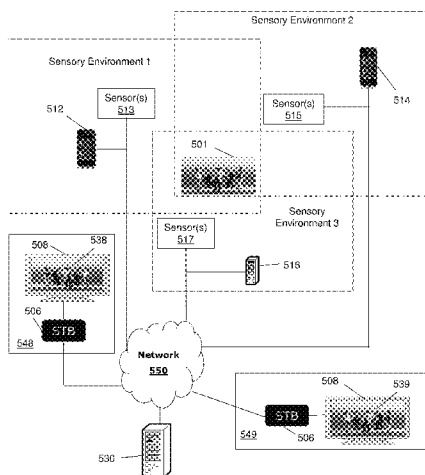 Sensory Environment 2
Sensory Environment 1
512
Sensor(s)
513
Sensor(s)
515
514
501
Sensor(s)
517
Sensory
Environment 3
516
508
538
506
STB
548
Network
550
530
508
539
STB
549
506